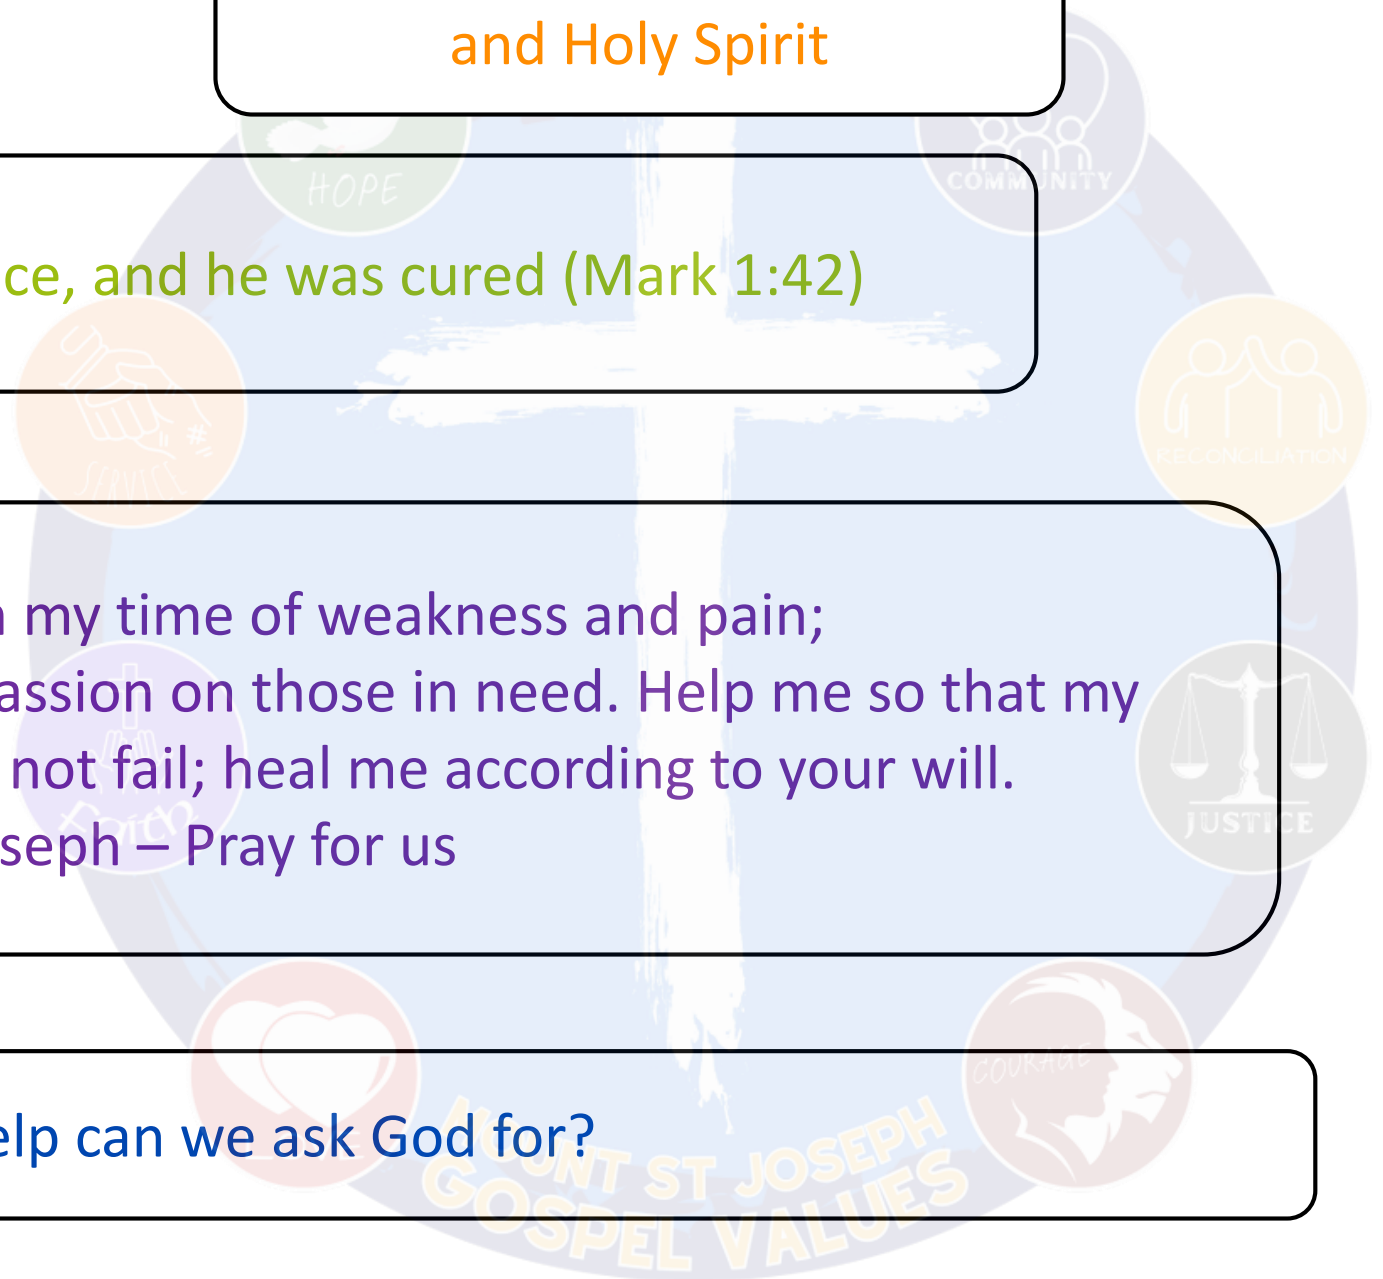 and Holy Spirit
HOPE
COMMUNITY
ce, and he was cured (Mark 1:42)
SERVICE
RECONCILIATION
my time of weakness and pain;
assion on those in need. Help me so that my
not fail; heal me according to your will.
Faith
JUSTICE
seph – Pray for us
COURAGE
elp can we ask God for?
MOUNT ST JOSEPH
GOSPEL VALUES